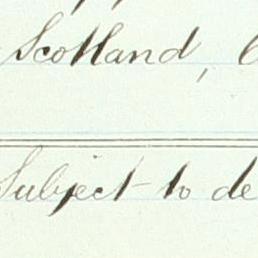 Scotland,
Subject to de